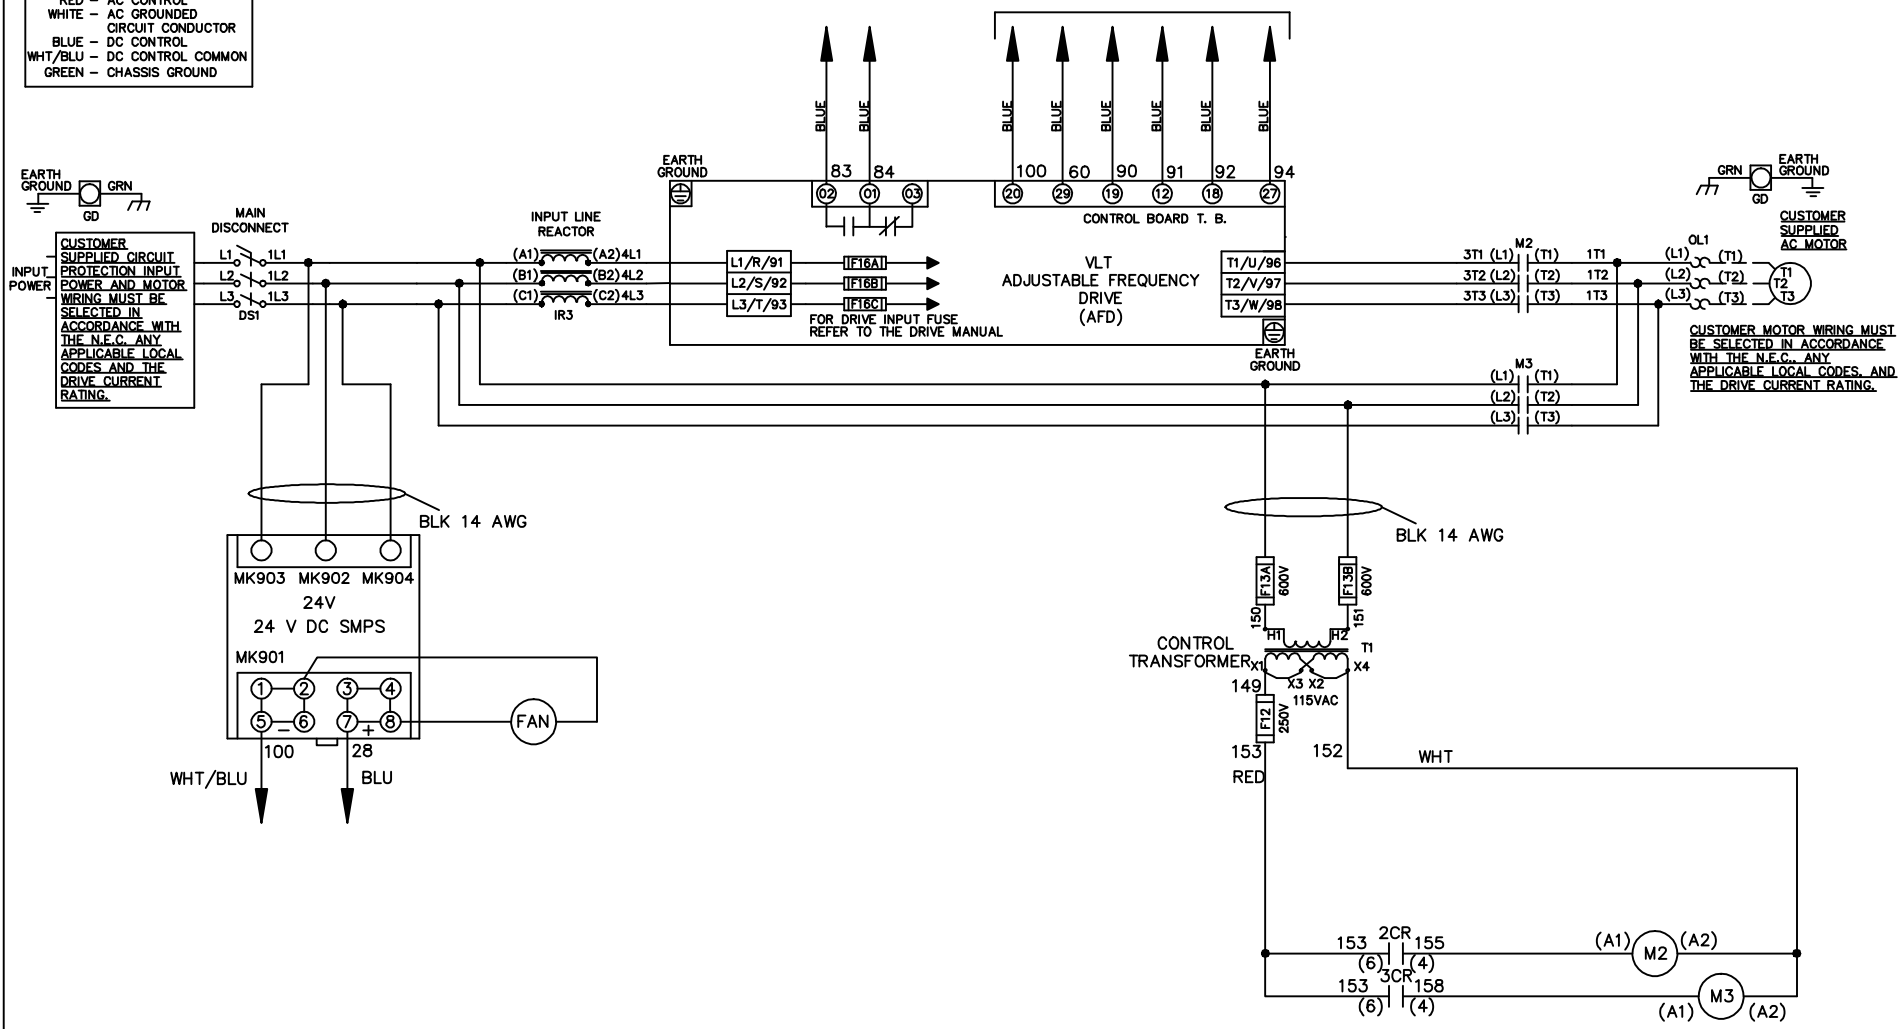 RED – AC CONTROL
WHITE – AC GROUNDED
CIRCUIT CONDUCTOR
BLUE – DC CONTROL
WHT/BLU – DC CONTROL COMMON
GREEN – CHASSIS GROUND
BLUE
BLUE
BLUE
BLUE
BLUE
BLUE
BLUE
BLUE
EARTH
GROUND
GRN
GD
EARTH
GROUND
83 84
02 01 03
100 60 90 91 92 94
20 29 19 12 18 27
CONTROL BOARD T. B.
GRN
EARTH
GROUND
GD
CUSTOMER
SUPPLIED
AC MOTOR
INPUT
POWER
CUSTOMER
SUPPLIED CIRCUIT
PROTECTION INPUT
POWER AND MOTOR
WIRING MUST BE
SELECTED IN
ACCORDANCE WITH
THE N.E.C. ANY
APPLICABLE LOCAL
CODES AND THE
DRIVE CURRENT
RATING.
MAIN
DISCONNECT
L1 1L1
L2 1L2
L3 1L3
DS1
INPUT LINE
REACTOR
(A1) (A2) 4L1
(B1) (B2) 4L2
(C1) (C2) 4L3
IR3
L1/R/91 F16A
L2/S/92 F16B
L3/T/93 F16C
FOR DRIVE INPUT FUSE
REFER TO THE DRIVE MANUAL
VLT
ADJUSTABLE FREQUENCY
DRIVE
(AFD)
T1/U/96
T2/V/97
T3/W/98
EARTH
GROUND
M2
3T1 (L1) (T1) 1T1
3T2 (L2) (T2) 1T2
3T3 (L3) (T3) 1T3
OL1
(L1) (T1)
(L2) (T2)
(L3) (T3)
T1
T2
T3
CUSTOMER MOTOR WIRING MUST
BE SELECTED IN ACCORDANCE
WITH THE N.E.C., ANY
APPLICABLE LOCAL CODES, AND
THE DRIVE CURRENT RATING.
M3
(L1) (T1)
(L2) (T2)
(L3) (T3)
BLK 14 AWG
BLK 14 AWG
MK903 MK902 MK904
24V
24 V DC SMPS
MK901
1 2 3 4
5 6 7 8
– +
FAN
100 28
WHT/BLU BLU
F13A
600V
F13B
600V
150
151
H1 H2
T1
CONTROL
TRANSFORMER
X1 X4
X3 X2
115VAC
149
F12
250V
153 152
RED
WHT
2CR
153 155
(6) (4)
(A1) M2 (A2)
3CR
153 158
(6) (4)
(A1) M3 (A2)